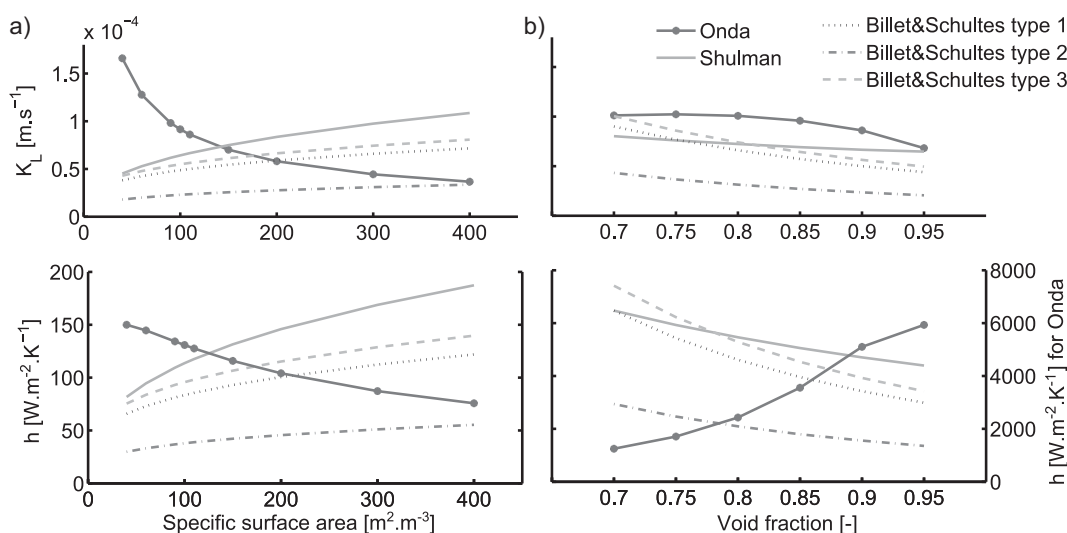 a)
x 10⁻⁴
b)
Onda
Shulman
Billet&Schultes type 1
Billet&Schultes type 2
Billet&Schultes type 3
K_L [m.s⁻¹]
1.5
1
0.5
0
0 100 200 300 400
0.7 0.75 0.8 0.85 0.9 0.95
h [W.m⁻².K⁻¹]
200
150
100
50
0
0 100 200 300 400
Specific surface area [m².m⁻³]
0.7 0.75 0.8 0.85 0.9 0.95
Void fraction [-]
8000
6000
4000
2000
0
h [W.m⁻².K⁻¹] for Onda